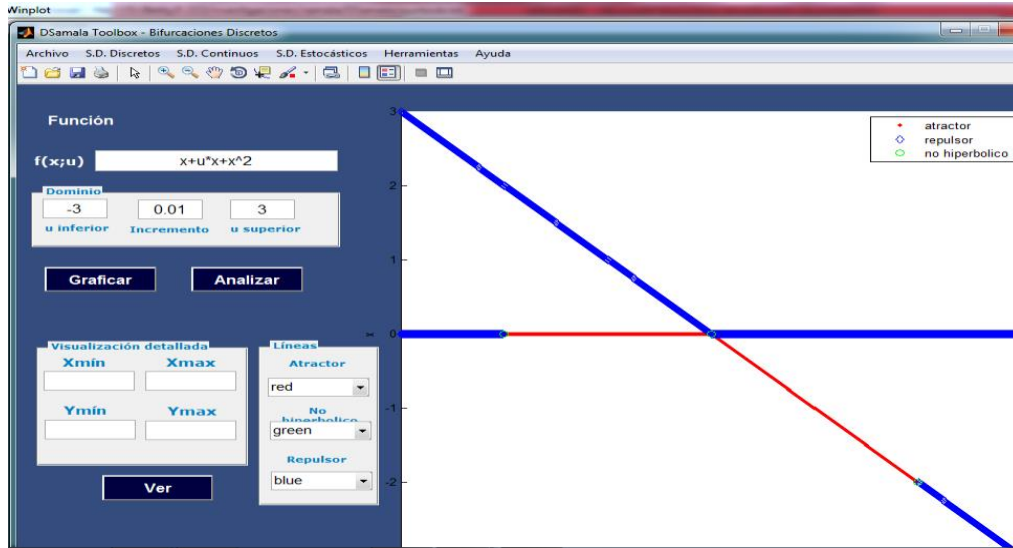 Winplot
DSamala Toolbox - Bifurcaciones Discretos
Archivo S.D. Discretos S.D. Continuos S.D. Estocásticos Herramientas Ayuda
Función
f(x;u) x+u*x+x^2
Dominio
-3 0.01 3
u inferior Incremento u superior
Graficar Analizar
Visualización detallada
Xmín Xmax
Ymín Ymax
Ver
Líneas
Atractor
red
No hiperbolico
green
Repulsor
blue
3
2
1
0
-1
-2
x
atractor
repulsor
no hiperbolico